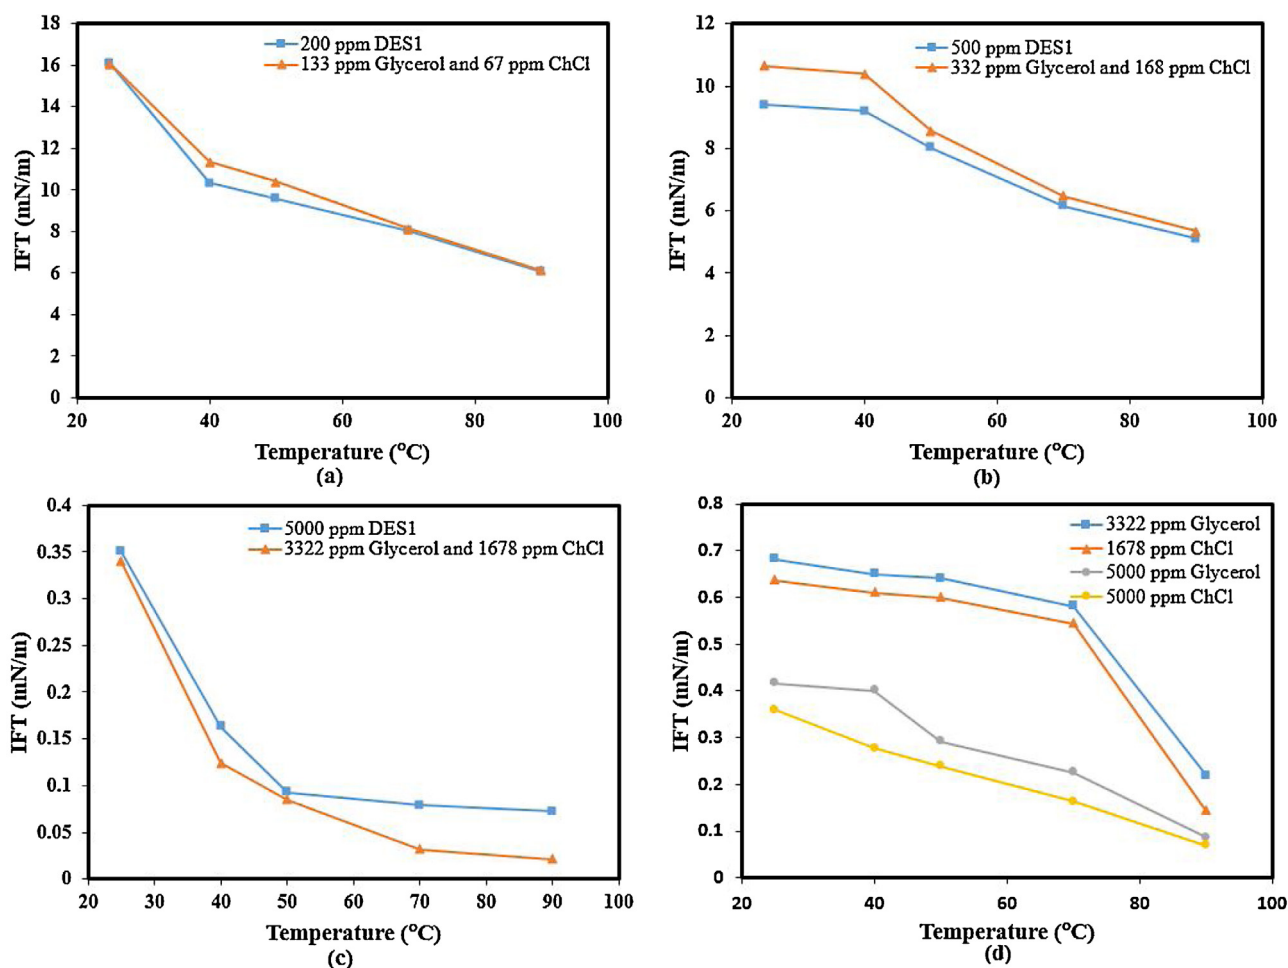 18
16
14
12
10
8
6
4
2
0
IFT (mN/m)
200 ppm DES1
133 ppm Glycerol and 67 ppm ChCl
20
40
60
80
100
Temperature (°C)
(a)
12
10
8
6
4
2
0
IFT (mN/m)
500 ppm DES1
332 ppm Glycerol and 168 ppm ChCl
20
40
60
80
100
Temperature (°C)
(b)
0.4
0.35
0.3
0.25
0.2
0.15
0.1
0.05
0
IFT (mN/m)
5000 ppm DES1
3322 ppm Glycerol and 1678 ppm ChCl
20
30
40
50
60
70
80
90
100
Temperature (°C)
(c)
0.8
0.7
0.6
0.5
0.4
0.3
0.2
0.1
0
IFT (mN/m)
3322 ppm Glycerol
1678 ppm ChCl
5000 ppm Glycerol
5000 ppm ChCl
20
40
60
80
100
Temperature (°C)
(d)